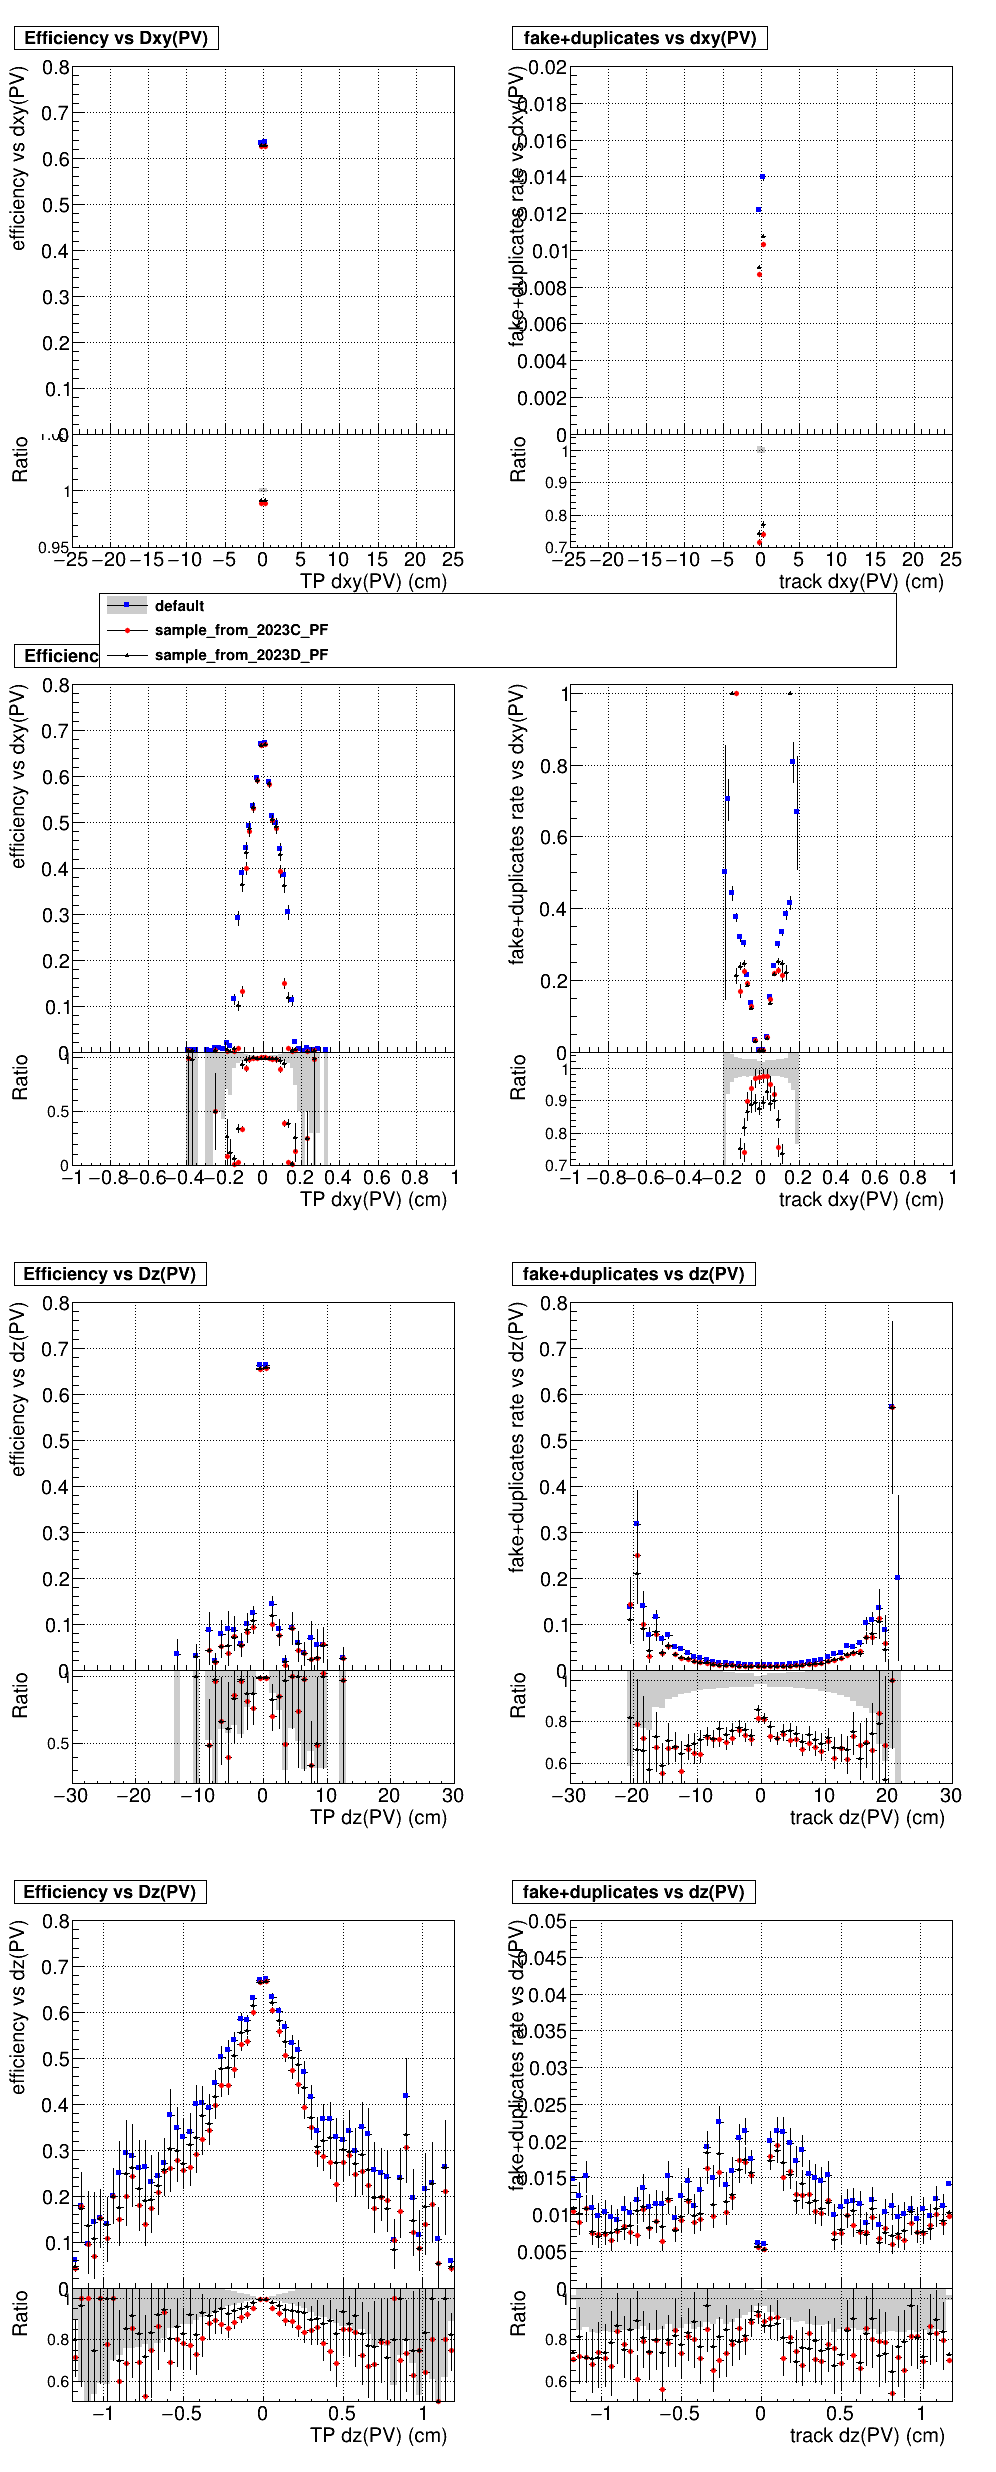 Efficiency vs Dxy(PV)
fake+duplicates vs dxy(PV)
efficiency vs dxy(PV)
0.8
0.7
0.6
0.5
0.4
0.3
0.2
0.1
0
Ratio
1
0.95
−25 −20 −15 −10 −5 0 5 10 15 20 25
TP dxy(PV) (cm)
fake+duplicates rate vs dxy(PV)
0.02
0.018
0.016
0.014
0.012
0.01
0.008
0.006
0.004
0.002
0
Ratio
1
0.9
0.8
0.7
−25 −20 −15 −10 −5 0 5 10 15 20 25
track dxy(PV) (cm)
default
sample_from_2023C_PF
sample_from_2023D_PF
Efficienc
efficiency vs dxy(PV)
0.8
0.7
0.6
0.5
0.4
0.3
0.2
0.1
0
Ratio
0.5
0
−1 −0.8 −0.6 −0.4 −0.2 0 0.2 0.4 0.6 0.8 1
TP dxy(PV) (cm)
fake+duplicates rate vs dxy(PV)
1
0.8
0.6
0.4
0.2
0
Ratio
1
0.9
0.8
0.7
−1 −0.8 −0.6 −0.4 −0.2 0 0.2 0.4 0.6 0.8 1
track dxy(PV) (cm)
Efficiency vs Dz(PV)
fake+duplicates vs dz(PV)
efficiency vs dz(PV)
0.8
0.7
0.6
0.5
0.4
0.3
0.2
0.1
0
Ratio
0.5
−30 −20 −10 0 10 20 30
TP dz(PV) (cm)
fake+duplicates rate vs dz(PV)
0.8
0.7
0.6
0.5
0.4
0.3
0.2
0.1
0
Ratio
1
0.8
0.6
−30 −20 −10 0 10 20 30
track dz(PV) (cm)
Efficiency vs Dz(PV)
fake+duplicates vs dz(PV)
efficiency vs dz(PV)
0.8
0.7
0.6
0.5
0.4
0.3
0.2
0.1
0
Ratio
1
0.8
0.6
−1 −0.5 0 0.5 1
TP dz(PV) (cm)
fake+duplicates rate vs dz(PV)
0.05
0.045
0.04
0.035
0.03
0.025
0.02
0.015
0.01
0.005
0
Ratio
1
0.8
0.6
−1 −0.5 0 0.5 1
track dz(PV) (cm)